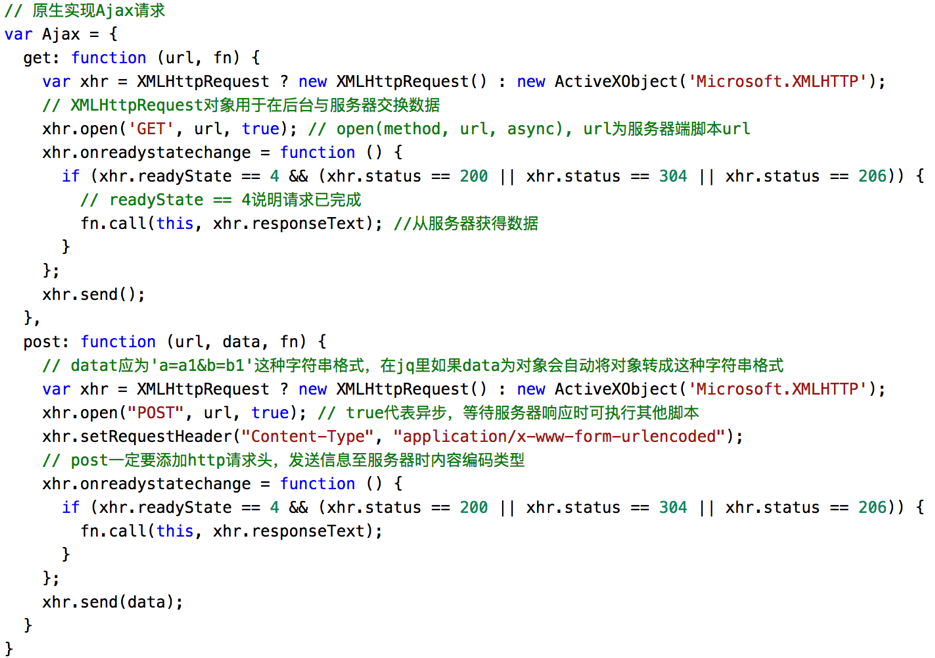 // 原生实现Ajax请求
var Ajax = {
  get: function (url, fn) {
    var xhr = XMLHttpRequest ? new XMLHttpRequest() : new ActiveXObject('Microsoft.XMLHTTP');
    // XMLHttpRequest对象用于在后台与服务器交换数据
    xhr.open('GET', url, true); // open(method, url, async), url为服务器端脚本url
    xhr.onreadystatechange = function () {
      if (xhr.readyState == 4 && (xhr.status == 200 || xhr.status == 304 || xhr.status == 206)) {
        // readyState == 4说明请求已完成
        fn.call(this, xhr.responseText); //从服务器获得数据
      }
    };
    xhr.send();
  },
  post: function (url, data, fn) {
    // datat应为'a=a1&b=b1'这种字符串格式，在jq里如果data为对象会自动将对象转成这种字符串格式
    var xhr = XMLHttpRequest ? new XMLHttpRequest() : new ActiveXObject('Microsoft.XMLHTTP');
    xhr.open("POST", url, true); // true代表异步，等待服务器响应时可执行其他脚本
    xhr.setRequestHeader("Content-Type", "application/x-www-form-urlencoded");
    // post一定要添加http请求头，发送信息至服务器时内容编码类型
    xhr.onreadystatechange = function () {
      if (xhr.readyState == 4 && (xhr.status == 200 || xhr.status == 304 || xhr.status == 206)) {
        fn.call(this, xhr.responseText);
      }
    };
    xhr.send(data);
  }
}